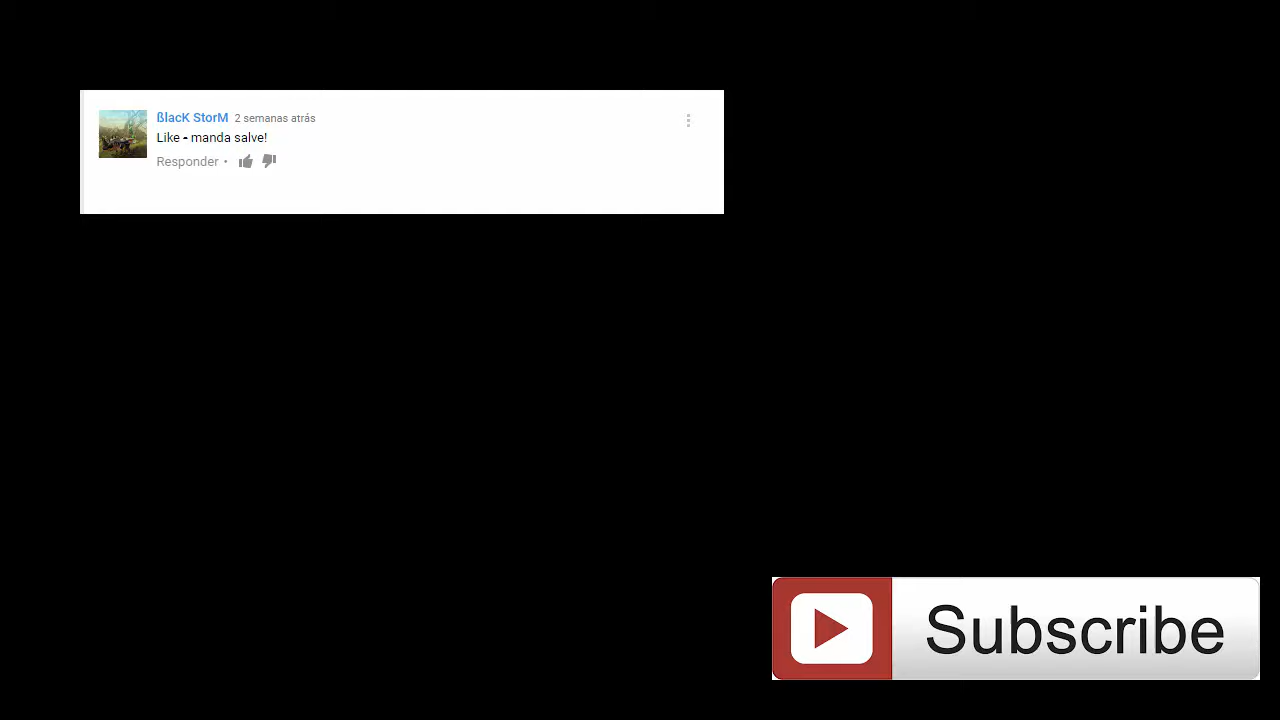 ßlacK StorM 2 semanas atrás
Like - manda salve!
Responder •
Subscribe